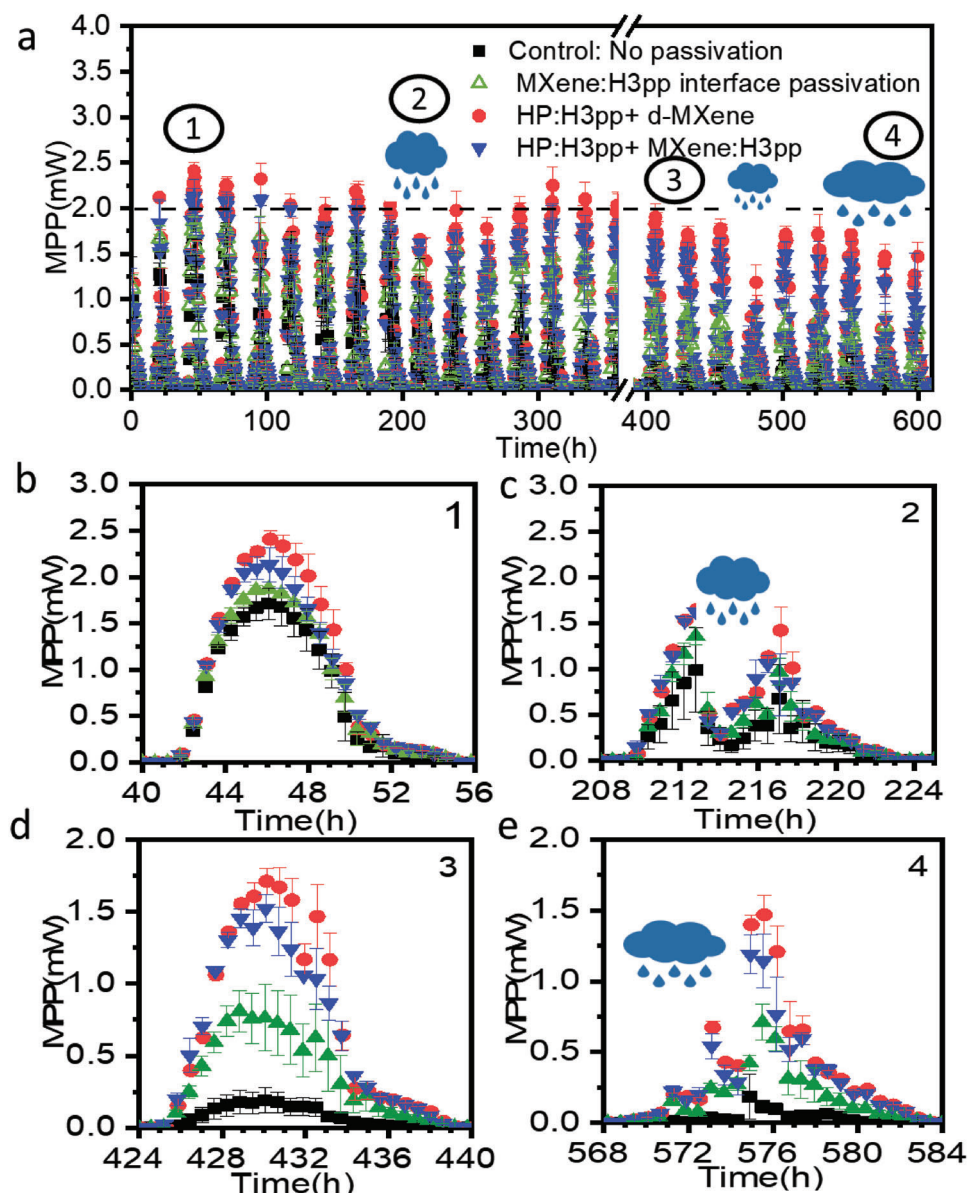 a
4.0
3.5
3.0
2.5
2.0
1.5
1.0
0.5
0.0
MPP(mW)
Control: No passivation
MXene:H3pp interface passivation
HP:H3pp+ d-MXene
HP:H3pp+ MXene:H3pp
1
2
3
4
0 50 100 150 200 250 300 350 400 450 500 550 600
Time(h)
b
3.0
2.5
2.0
1.5
1.0
0.5
0.0
MPP(mW)
1
40 44 48 52 56
Time(h)
c
3.0
2.5
2.0
1.5
1.0
0.5
0.0
MPP(mW)
2
208 212 216 220 224
Time(h)
d
2.0
1.5
1.0
0.5
0.0
MPP(mW)
3
424 428 432 436 440
Time(h)
e
2.0
1.5
1.0
0.5
0.0
MPP(mW)
4
568 572 576 580 584
Time(h)